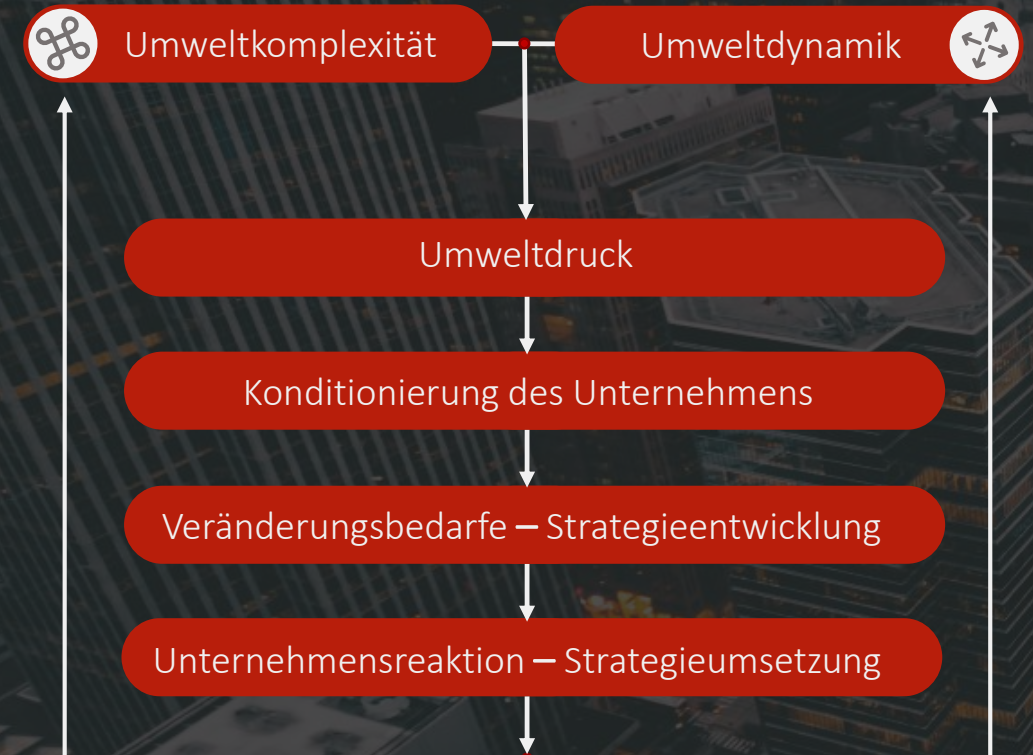 Umweltkomplexität
Umweltdynamik
Umweltdruck
Konditionierung des Unternehmens
Veränderungsbedarfe – Strategieentwicklung
Unternehmensreaktion – Strategieumsetzung